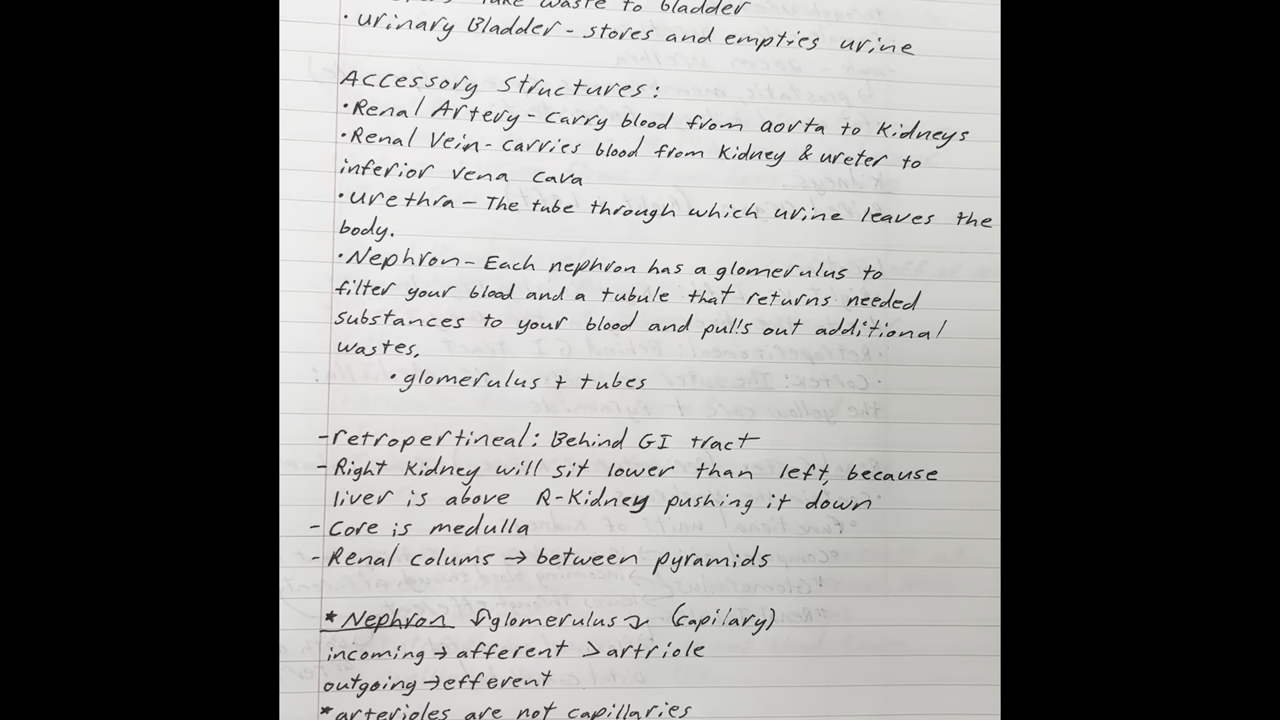 take waste to bladder
• urinary Bladder - stores and empties urine
Accessory structures:
• Renal Artery - carry blood from aorta to kidneys
• Renal Vein - carries blood from kidney & ureter to
inferior vena cava
• urethra - The tube through which urine leaves the
body.
• Nephron - Each nephron has a glomerulus to
filter your blood and a tubule that returns needed
substances to your blood and pulls out additional
wastes.
• glomerulus + tubes
- retropertineal: Behind GI tract
- Right kidney will sit lower than left, because
liver is above R-kidney pushing it down
- Core is medulla
- Renal colums → between pyramids
* Nephron ↙glomerulus↘ (capilary)
incoming → afferent > artriole
outgoing → efferent
* arterioles are not capillaries